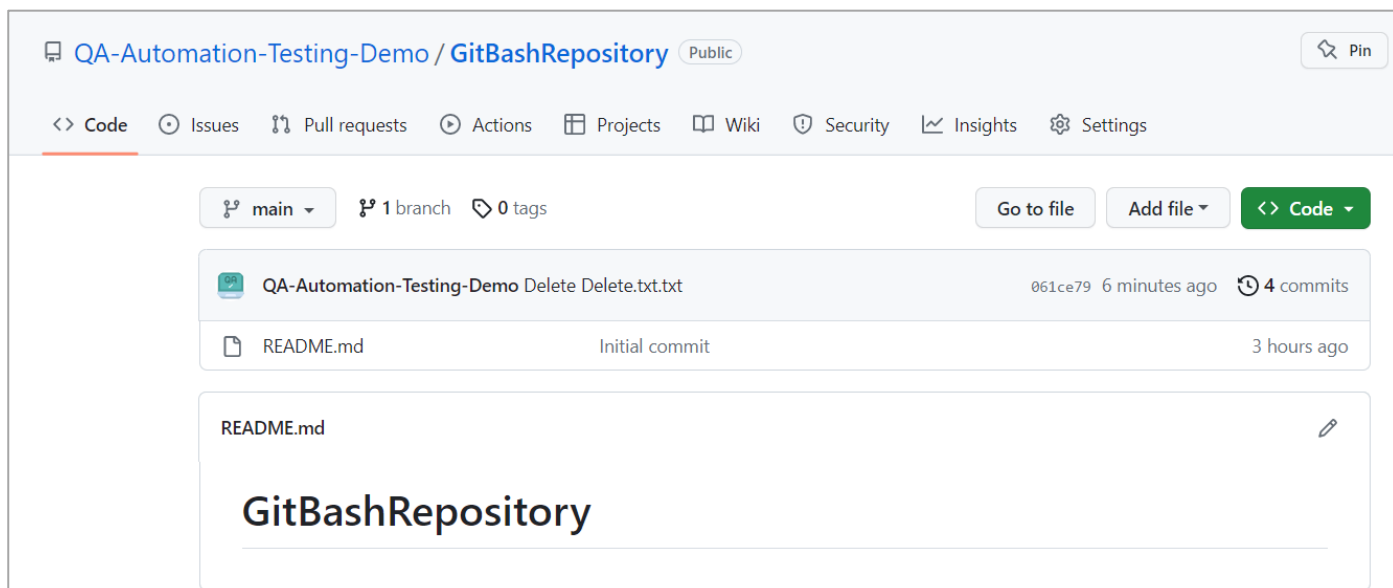 QA-Automation-Testing-Demo / GitBashRepository Public Pin
Code Issues Pull requests Actions Projects Wiki Security Insights Settings
main 1 branch 0 tags Go to file Add file Code
QA-Automation-Testing-Demo Delete Delete.txt.txt 061ce79 6 minutes ago 4 commits
README.md Initial commit 3 hours ago
README.md
GitBashRepository